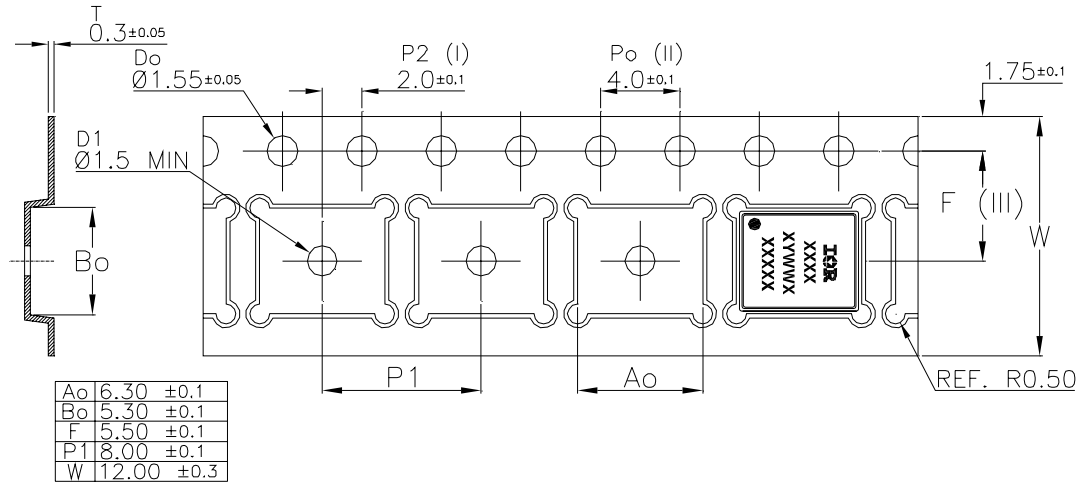 T
0.3±0.05
Do
Ø1.55±0.05
P2 (I)
2.0±0.1
Po (II)
4.0±0.1
1.75±0.1
D1
Ø1.5 MIN
F (III)
W
Bo
IOR
XXXX
XYWWX
XXXXX
P1
Ao
REF. R0.50
Ao 6.30 ±0.1
Bo 5.30 ±0.1
F 5.50 ±0.1
P1 8.00 ±0.1
W 12.00 ±0.3